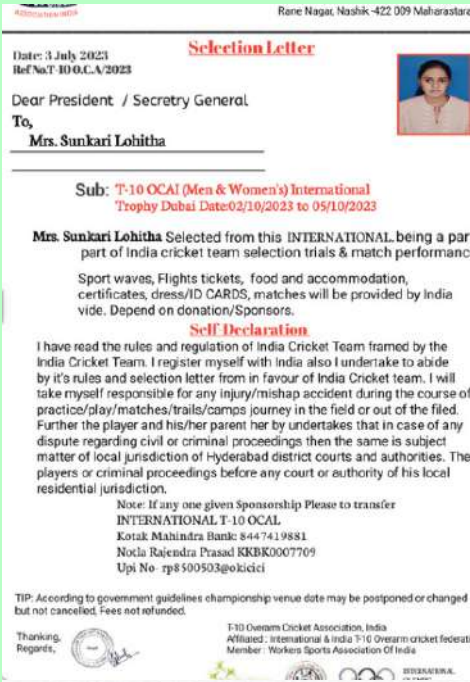 ASSOCIATION INDIA
Rane Nagar, Nashik -422 009 Maharastara
Selection Letter
Date: 3 July 2023
Ref No.T-10 O.C.A/2023
Dear President / Secretry General
To,
Mrs. Sunkari Lohitha
Sub: T-10 OCAI (Men & Women's) International
Trophy Dubai Date:02/10/2023 to 05/10/2023
Mrs. Sunkari Lohitha Selected from this INTERNATIONAL. being a par
part of India cricket team selection trials & match performanc
Sport waves, Flights tickets, food and accommodation,
certificates, dress/ID CARDS, matches will be provided by India
vide. Depend on donation/Sponsors.
Self Declaration
I have read the rules and regulation of India Cricket Team framed by the
India Cricket Team. I register myself with India also I undertake to abide
by it's rules and selection letter from in favour of India Cricket team. I will
take myself responsible for any injury/mishap accident during the course of
practice/play/matches/trails/camps journey in the field or out of the filed.
Further the player and his/her parent her by undertakes that in case of any
dispute regarding civil or criminal proceedings then the same is subject
matter of local jurisdiction of Hyderabad district courts and authorities. The
players or criminal proceedings before any court or authority of his local
residential jurisdiction.
Note: If any one given Sponsorship Please to transfer
INTERNATIONAL T-10 OCAL
Kotak Mahindra Bank: 8447419881
Notla Rajendra Prasad KKBK0007709
Upi No- rp8500503@okicici
TIP: According to government guidelines championship venue date may be postponed or changed
but not cancelled, Fees not refunded.
Thanking,
Regards,
T-10 Overarm Cricket Association, India
Affiliated : International & India T-10 Overarm cricket federati
Member : Workers Sports Association Of India
INTERNATIONAL
OLYMPIC